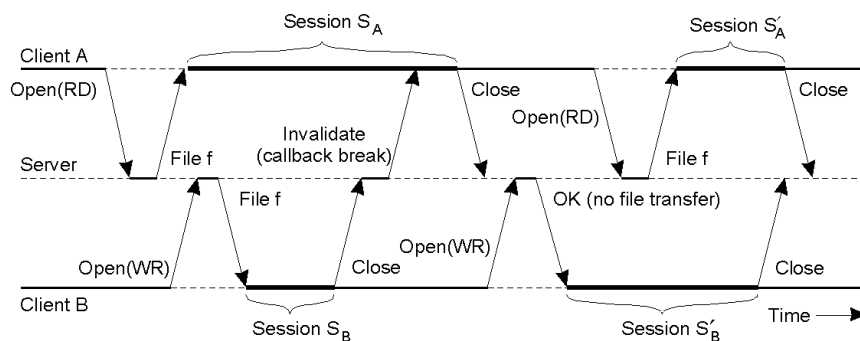 Session S_A
Session S′_A
Client A
Open(RD)
Close
Close
Open(RD)
Invalidate
(callback break)
Server
File f
File f
File f
OK (no file transfer)
Open(WR)
Open(WR)
Close
Close
Client B
Time
Session S_B
Session S′_B